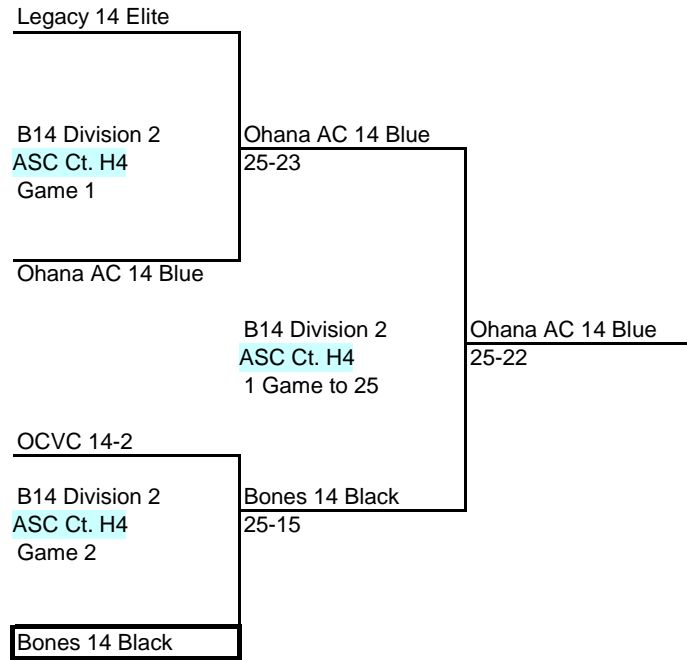 Legacy 14 Elite
B14 Division 2
ASC Ct. H4
Game 1
Ohana AC 14 Blue
25-23
Ohana AC 14 Blue
B14 Division 2
ASC Ct. H4
1 Game to 25
Ohana AC 14 Blue
25-22
OCVC 14-2
B14 Division 2
ASC Ct. H4
Game 2
Bones 14 Black
25-15
Bones 14 Black